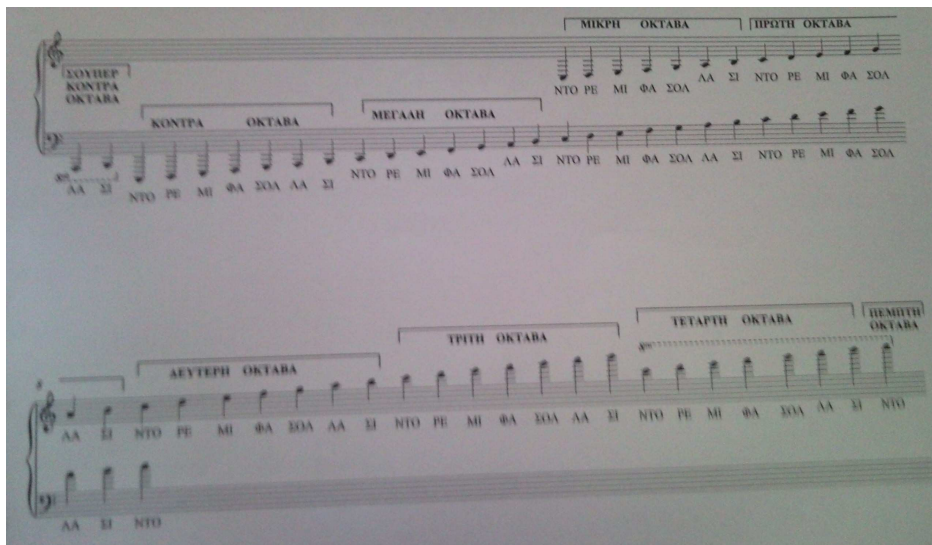 ΜΙΚΡΗ ΟΚΤΑΒΑ ΠΡΩΤΗ ΟΚΤΑΒΑ
ΝΤΟ ΡΕ ΜΙ ΦΑ ΣΟΛ ΛΑ ΣΙ ΝΤΟ ΡΕ ΜΙ ΦΑ ΣΟΛ
ΣΟΥΠΕΡ
ΚΟΝΤΡΑ
ΟΚΤΑΒΑ
ΚΟΝΤΡΑ ΟΚΤΑΒΑ ΜΕΓΑΛΗ ΟΚΤΑΒΑ
ΛΑ ΣΙ ΝΤΟ ΡΕ ΜΙ ΦΑ ΣΟΛ ΛΑ ΣΙ ΝΤΟ ΡΕ ΜΙ ΦΑ ΣΟΛ ΛΑ ΣΙ ΝΤΟ ΡΕ ΜΙ ΦΑ ΣΟΛ ΛΑ ΣΙ ΝΤΟ ΡΕ ΜΙ ΦΑ ΣΟΛ
ΔΕΥΤΕΡΗ ΟΚΤΑΒΑ ΤΡΙΤΗ ΟΚΤΑΒΑ ΤΕΤΑΡΤΗ ΟΚΤΑΒΑ ΠΕΜΠΤΗ
ΟΚΤΑΒΑ
8
ΛΑ ΣΙ ΝΤΟ ΡΕ ΜΙ ΦΑ ΣΟΛ ΛΑ ΣΙ ΝΤΟ ΡΕ ΜΙ ΦΑ ΣΟΛ ΛΑ ΣΙ ΝΤΟ ΡΕ ΜΙ ΦΑ ΣΟΛ ΛΑ ΣΙ ΝΤΟ
ΛΑ ΣΙ ΝΤΟ